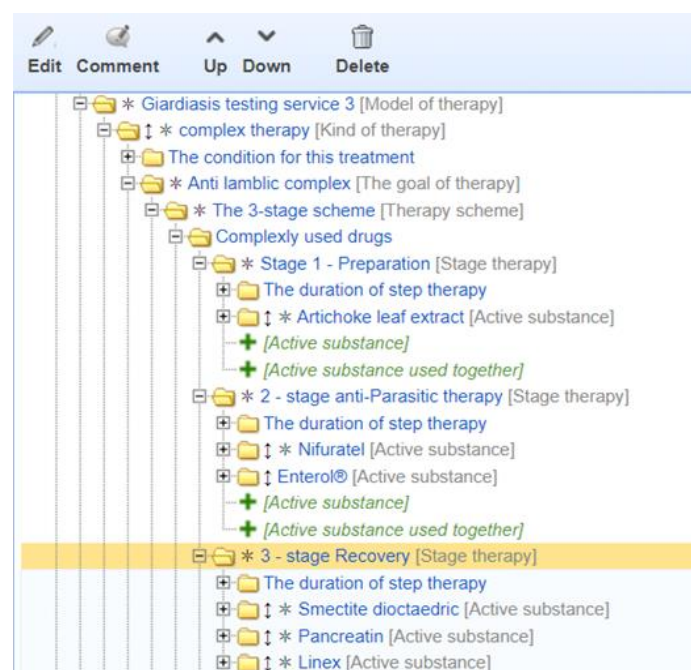 Edit Comment Up Down Delete
* Giardiasis testing service 3 [Model of therapy]
↕ * complex therapy [Kind of therapy]
The condition for this treatment
* Anti lamblic complex [The goal of therapy]
* The 3-stage scheme [Therapy scheme]
Complexly used drugs
* Stage 1 - Preparation [Stage therapy]
The duration of step therapy
↕ * Artichoke leaf extract [Active substance]
+ [Active substance]
+ [Active substance used together]
* 2 - stage anti-Parasitic therapy [Stage therapy]
The duration of step therapy
↕ * Nifuratel [Active substance]
↕ Enterol® [Active substance]
+ [Active substance]
+ [Active substance used together]
* 3 - stage Recovery [Stage therapy]
The duration of step therapy
↕ * Smectite dioctaedric [Active substance]
↕ * Pancreatin [Active substance]
↕ * Linex [Active substance]